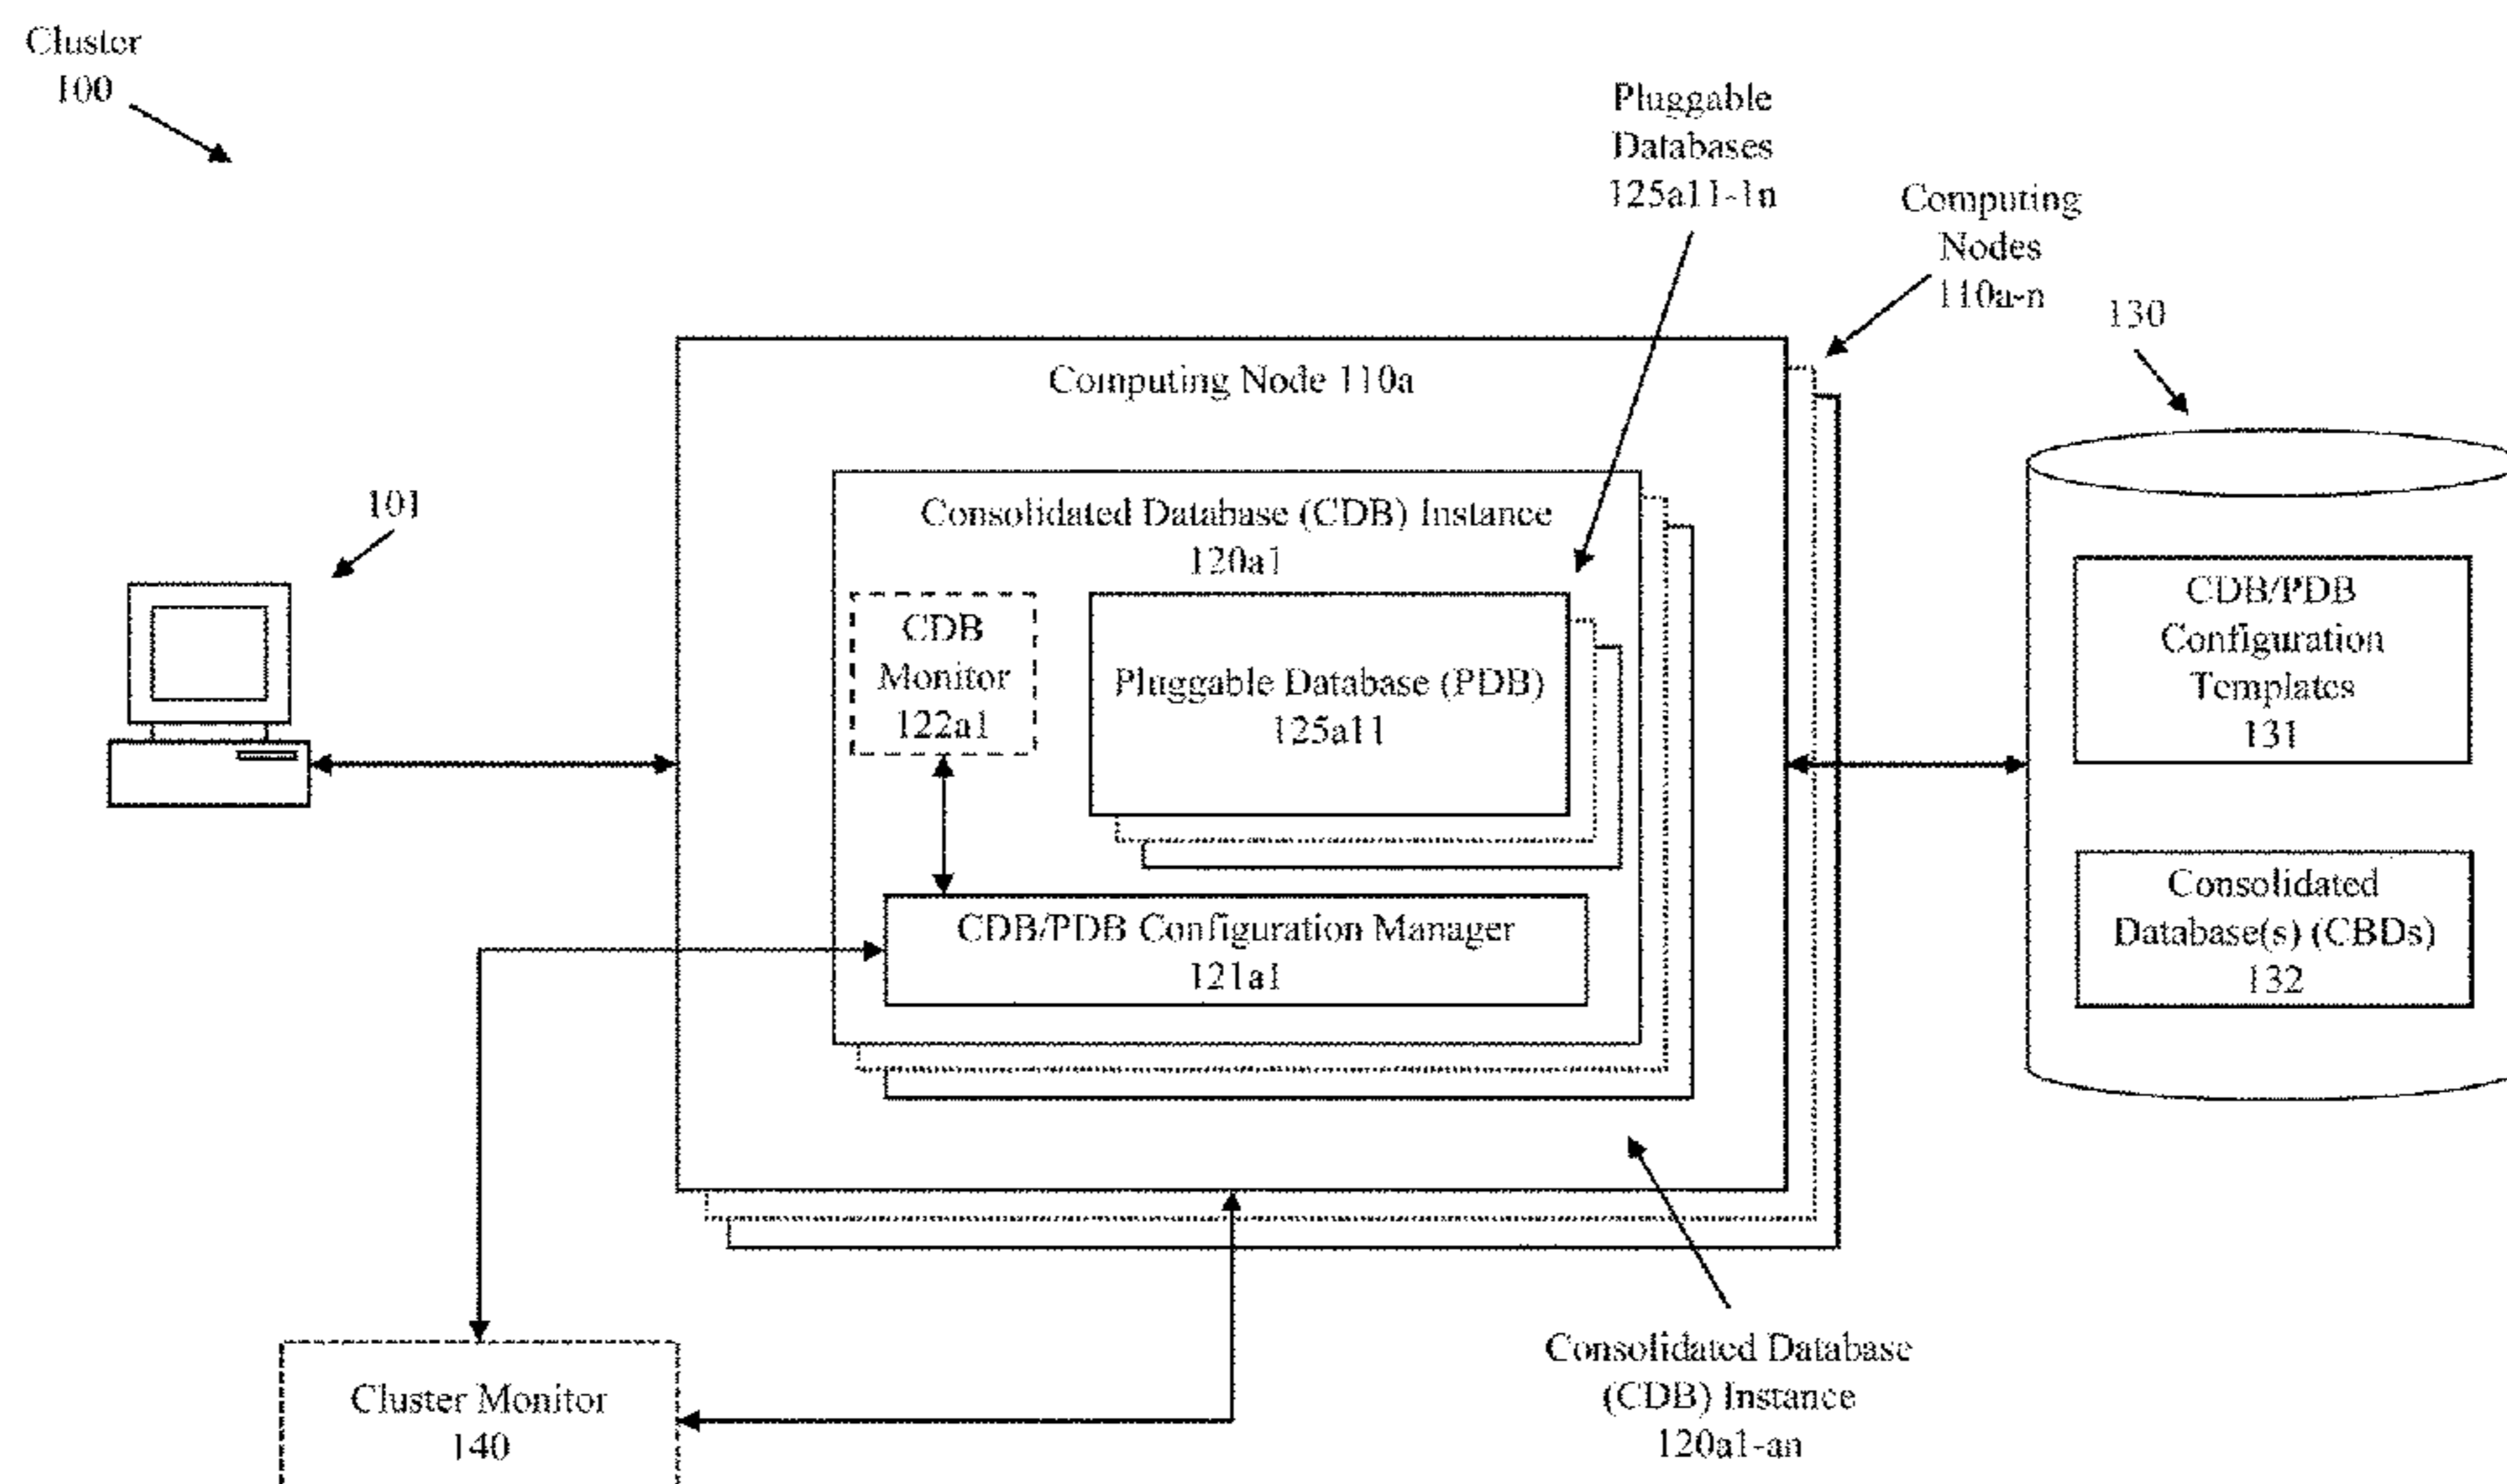 Cluster
100
Pluggable
Databases
125a11-1n
Computing
Nodes
110a-n
130
Computing Node 110a
101
Consolidated Database (CDB) Instance
120a1
CDB
Monitor
122a1
Pluggable Database (PDB)
125a11
CDB/PDB Configuration Manager
121a1
CDB/PDB
Configuration
Templates
131
Consolidated
Database(s) (CBDs)
132
Cluster Monitor
140
Consolidated Database
(CDB) Instance
120a1-an